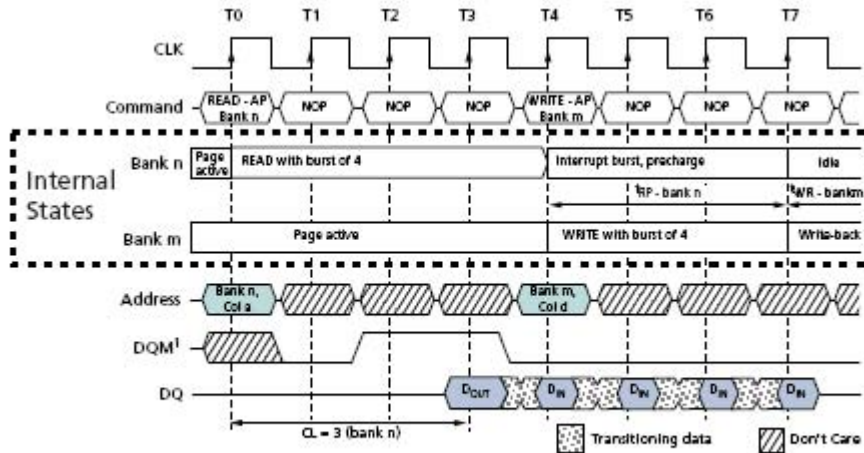 T0 T1 T2 T3 T4 T5 T6 T7
CLK
Command READ - AP Bank n NOP NOP NOP WRITE - AP Bank m NOP NOP NOP
Internal States
Bank n Page active READ with burst of 4 Interrupt burst, precharge Idle
tRP - bank n tWR - bankm
Bank m Page active WRITE with burst of 4 Write-back
Address Bank n, Col a Bank m, Col d
DQM1
DQ DOUT DIN DIN DIN DIN
CL = 3 (bank n)
Transitioning data Don't Care